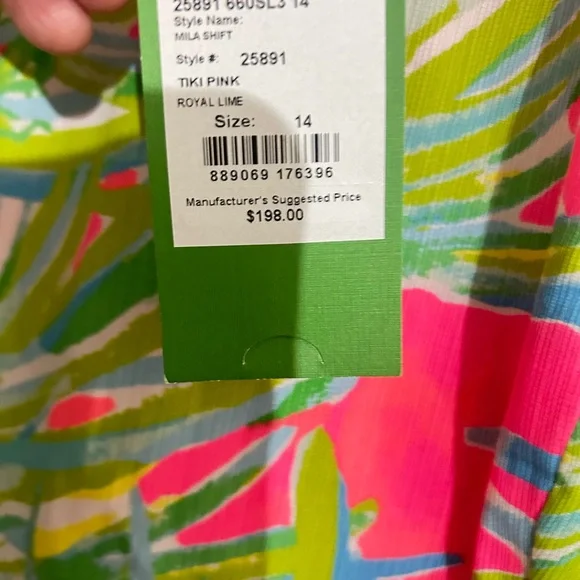 25891 660SL3 14
Style Name:
MILA SHIFT
Style #: 25891
TIKI PINK
ROYAL LIME
Size: 14
889069 176396
Manufacturer's Suggested Price
$198.00